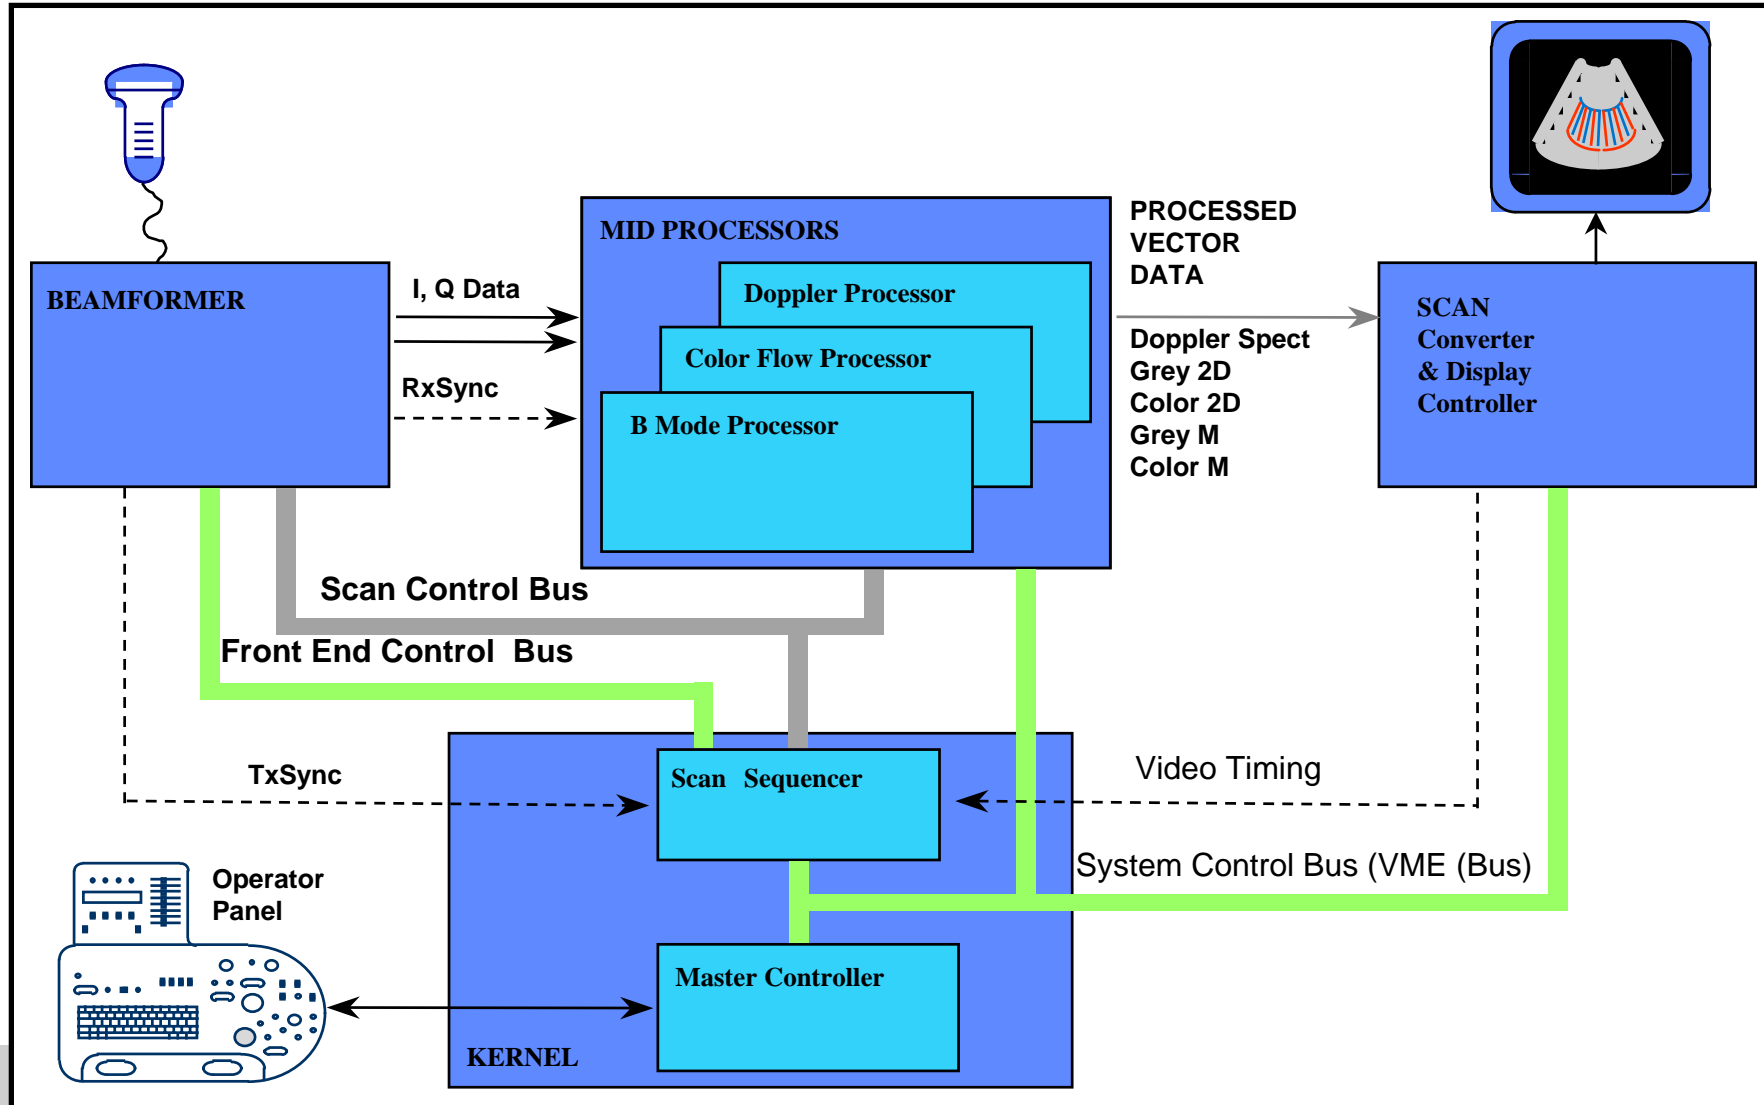 MID PROCESSORS
PROCESSED
VECTOR
DATA
BEAMFORMER
I, Q Data
Doppler Processor
SCAN
Converter
& Display
Controller
Color Flow Processor
RxSync
B Mode Processor
Doppler Spect
Grey 2D
Color 2D
Grey M
Color M
Scan Control Bus
Front End Control Bus
TxSync
Scan Sequencer
Video Timing
System Control Bus (VME (Bus)
Operator
Panel
Master Controller
KERNEL